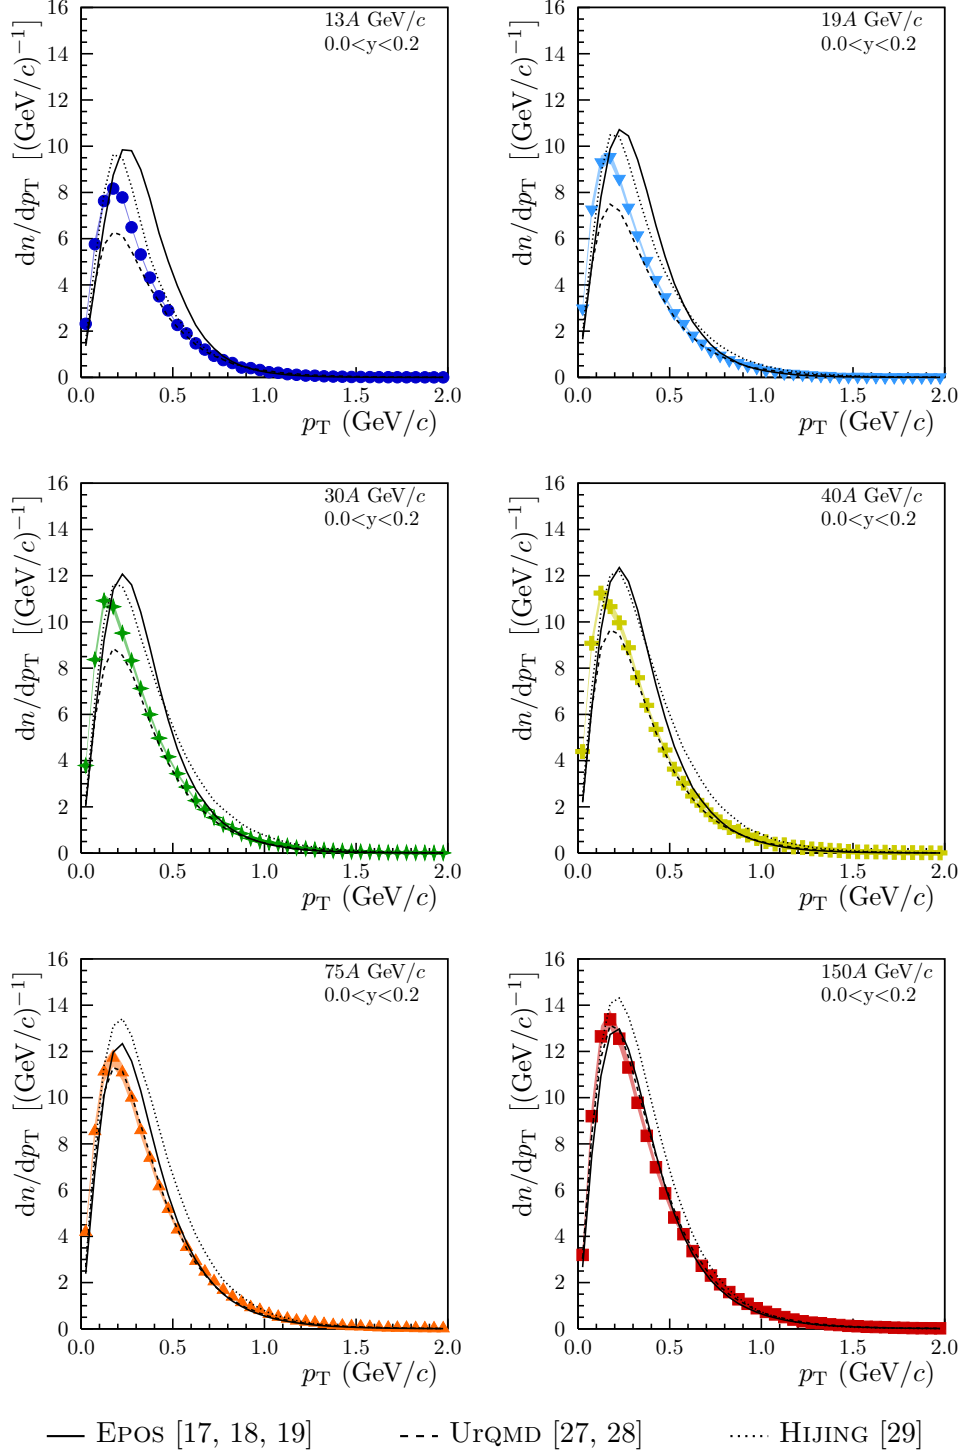 16
14
12
10
8
6
4
2
0
dn/dpT [(GeV/c)⁻¹]
13A GeV/c
0.0<y<0.2
0.0 0.5 1.0 1.5 2.0
pT (GeV/c)
16
14
12
10
8
6
4
2
0
dn/dpT [(GeV/c)⁻¹]
19A GeV/c
0.0<y<0.2
0.0 0.5 1.0 1.5 2.0
pT (GeV/c)
16
14
12
10
8
6
4
2
0
dn/dpT [(GeV/c)⁻¹]
30A GeV/c
0.0<y<0.2
0.0 0.5 1.0 1.5 2.0
pT (GeV/c)
16
14
12
10
8
6
4
2
0
dn/dpT [(GeV/c)⁻¹]
40A GeV/c
0.0<y<0.2
0.0 0.5 1.0 1.5 2.0
pT (GeV/c)
16
14
12
10
8
6
4
2
0
dn/dpT [(GeV/c)⁻¹]
75A GeV/c
0.0<y<0.2
0.0 0.5 1.0 1.5 2.0
pT (GeV/c)
16
14
12
10
8
6
4
2
0
dn/dpT [(GeV/c)⁻¹]
150A GeV/c
0.0<y<0.2
0.0 0.5 1.0 1.5 2.0
pT (GeV/c)
EPOS [17, 18, 19] URQMD [27, 28] HIJING [29]